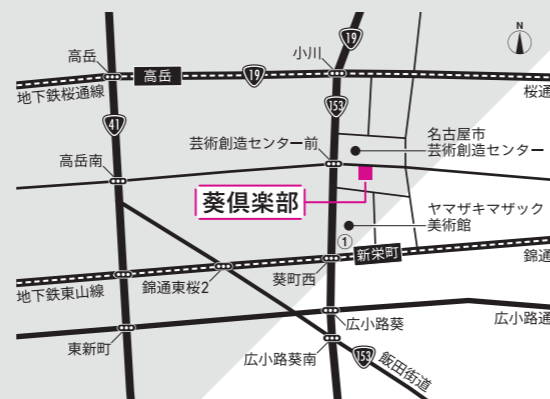 N
19
高岳
小川
高岳
19
地下鉄桜通線
桜通
153
41
名古屋市
芸術創造センター
芸術創造センター前
高岳南
葵倶楽部
ヤマザキマザック
美術館
1
新栄町
錦通
葵町西
地下鉄東山線
錦通東桜2
広小路葵
広小路通
東新町
広小路葵南
153
飯田街道